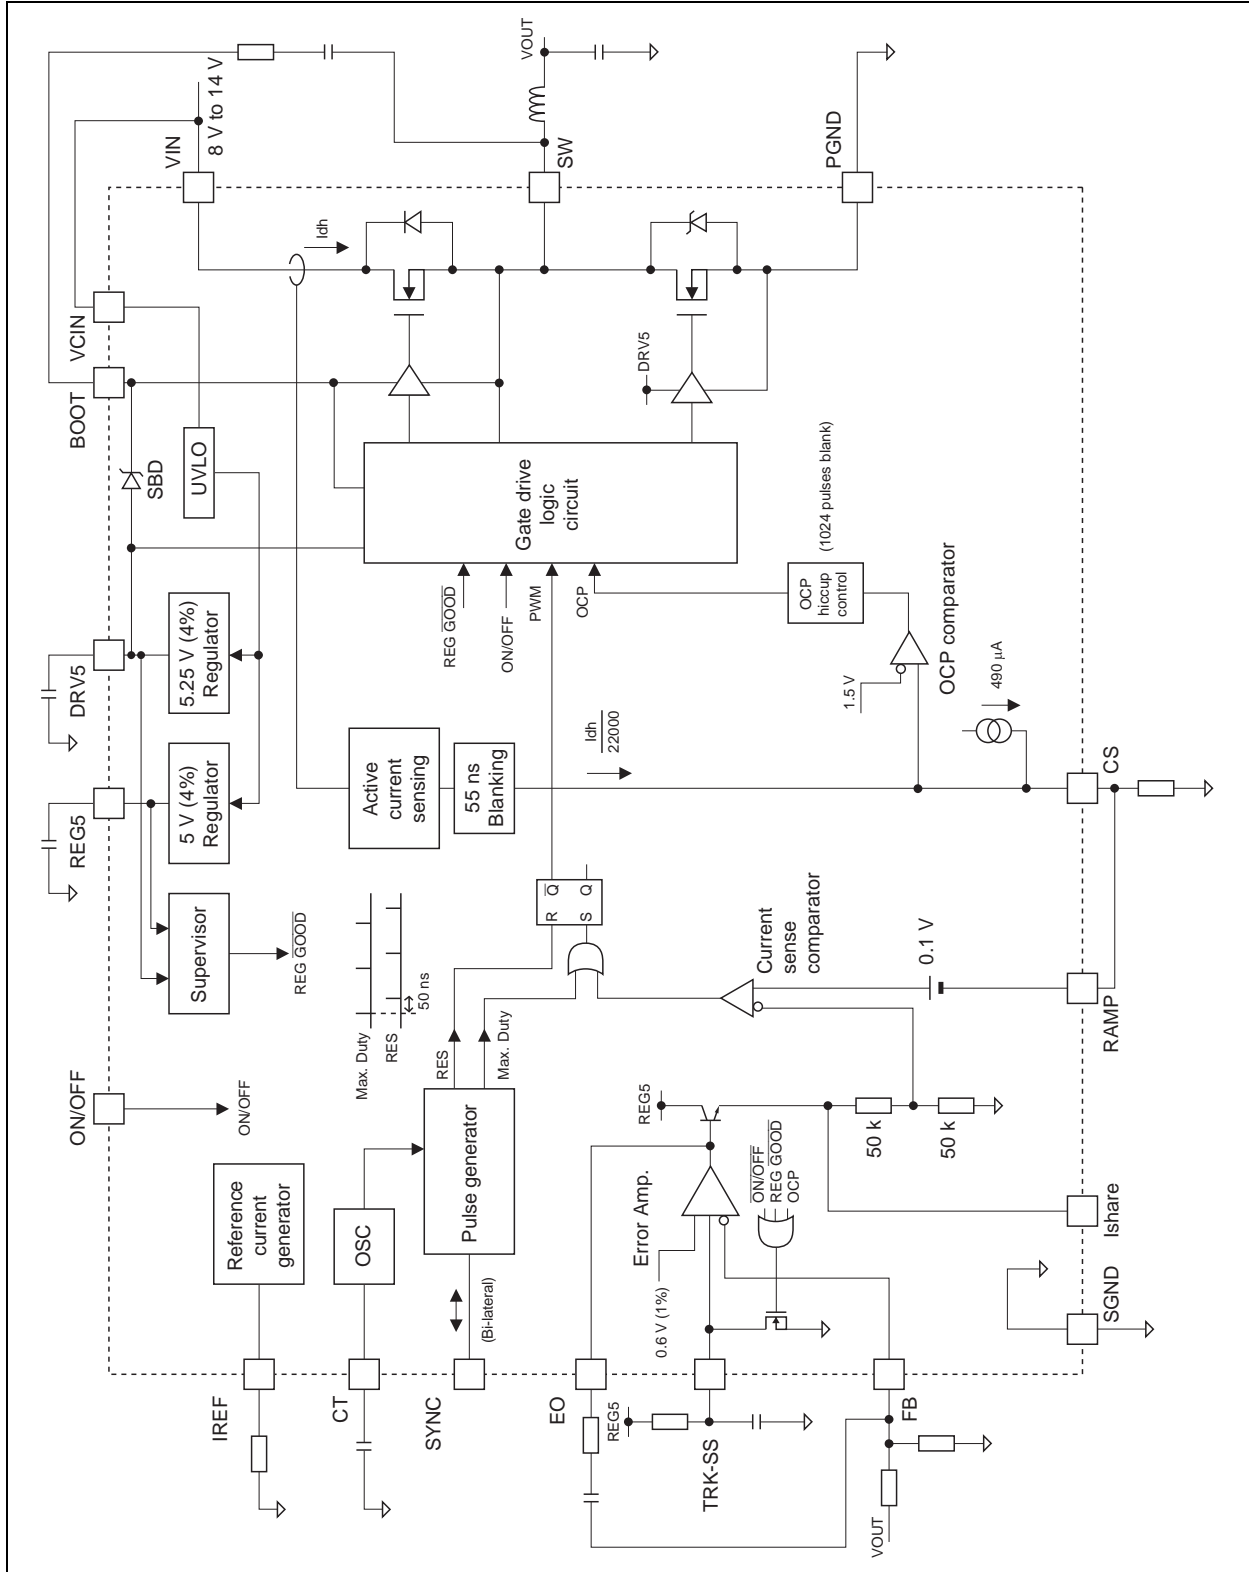 BOOT
VCIN
VIN
8 V to 14 V
VOUT
SW
PGND
Idh
DRV5
REG5
ON/OFF
SBD
UVLO
5.25 V (4%)
Regulator
5 V (4%)
Regulator
Supervisor
REG GOOD
ON/OFF
Gate drive
logic
circuit
DRV5
REG GOOD
ON/OFF
PWM
OCP
OCP
hiccup
control
(1024 pulses blank)
1.5 V
OCP comparator
490 µA
Active
current
sensing
55 ns
Blanking
Idh
22000
CS
R Q
S Q
Max. Duty
RES
50 ns
RES
Max. Duty
Current
sense
comparator
0.1 V
RAMP
Reference
current
generator
OSC
Pulse generator
(Bi-lateral)
REG5
50 k
50 k
Error Amp.
ON/OFF
REG GOOD
OCP
0.6 V (1%)
Ishare
SGND
IREF
CT
SYNC
EO
REG5
TRK-SS
FB
VOUT